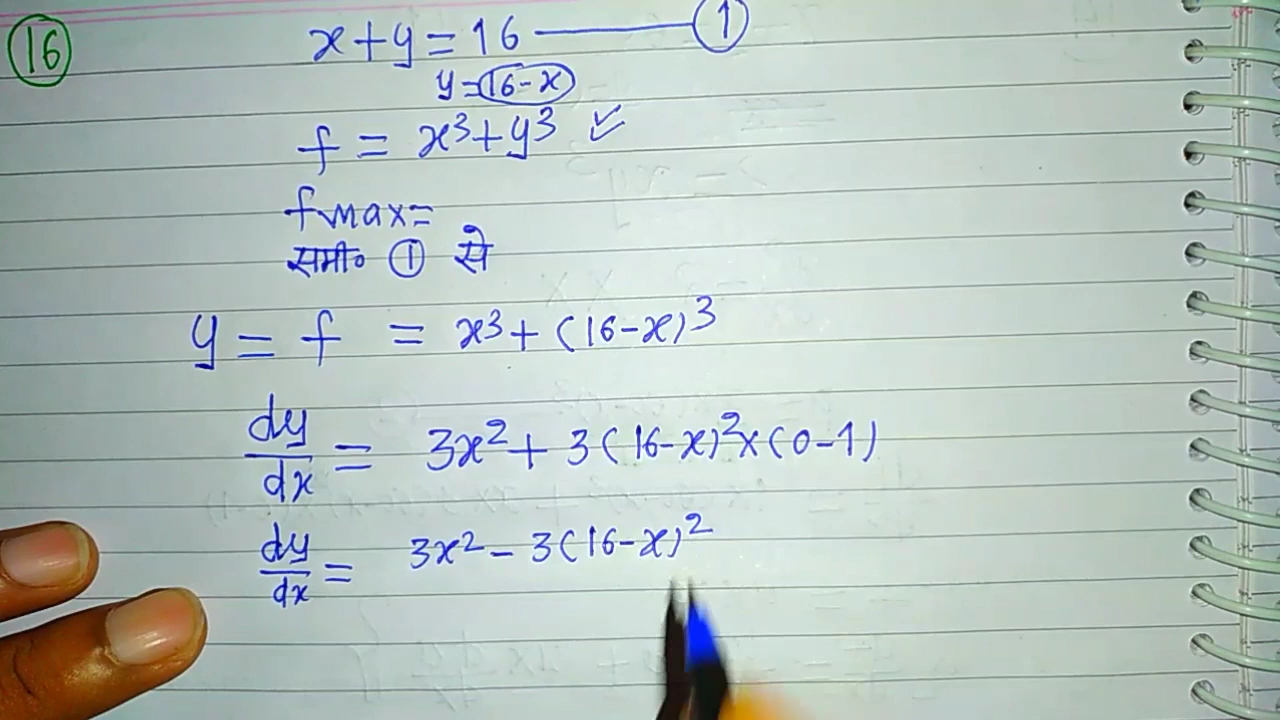 16
x+y=16 ——— 1
y=16-x
f = x³+y³ ✓
fmax=
समी० 1 से
y = f = x³+(16-x)³
dy/dx = 3x²+3(16-x)²×(0-1)
dy/dx = 3x²-3(16-x)²